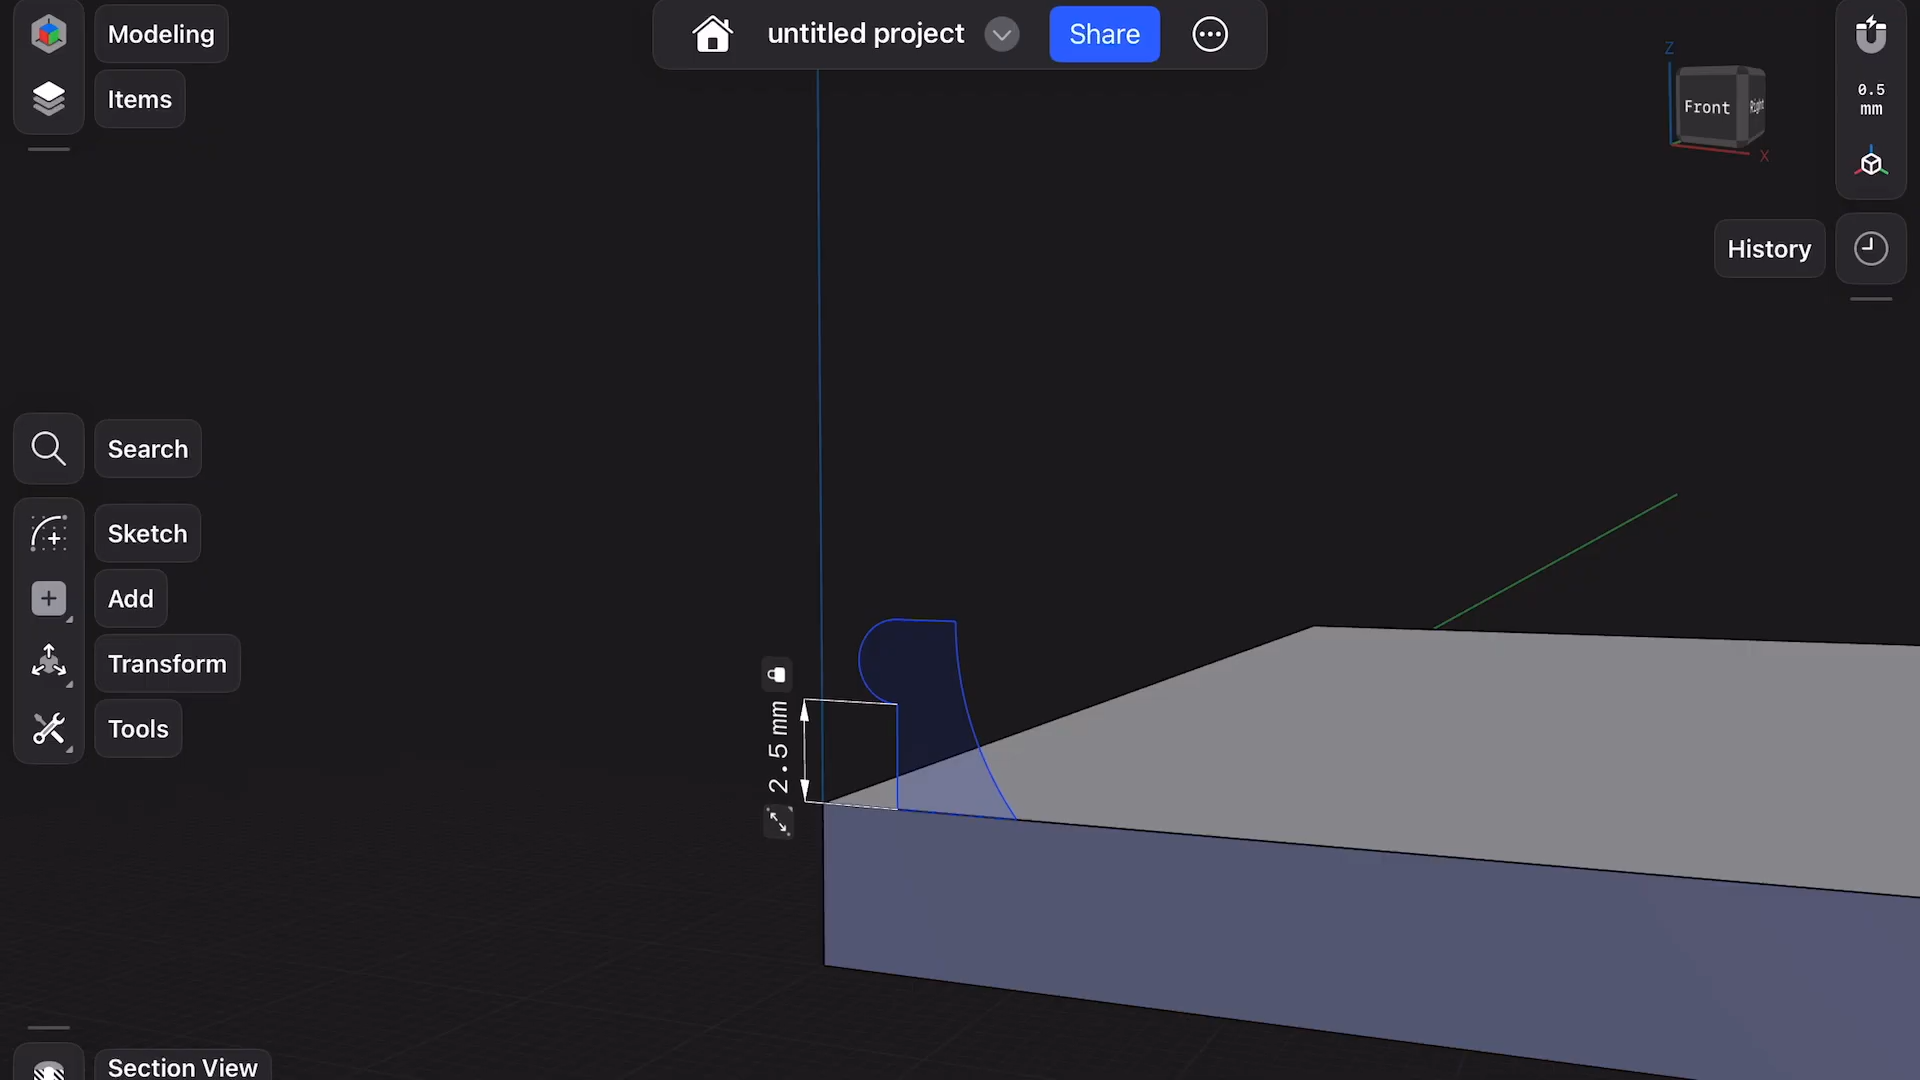 Modeling
untitled project
Share
Items
Z
Front
Right
X
0.5
mm
History
Search
Sketch
Add
Transform
Tools
2.5 mm
Section View